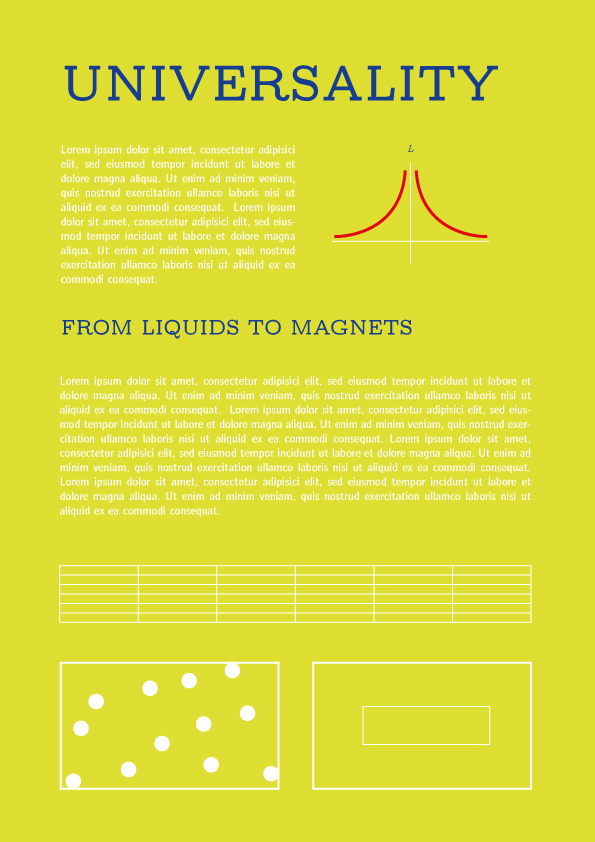 UNIVERSALITY
Lorem ipsum dolor sit amet, consectetur adipisici
elit, sed eiusmod tempor incidunt ut labore et
dolore magna aliqua. Ut enim ad minim veniam,
quis nostrud exercitation ullamco laboris nisi ut
aliquid ex ea commodi consequat. Lorem ipsum
dolor sit amet, consectetur adipisici elit, sed eius-
mod tempor incidunt ut labore et dolore magna
aliqua. Ut enim ad minim veniam, quis nostrud
exercitation ullamco laboris nisi ut aliquid ex ea
commodi consequat.
L
FROM LIQUIDS TO MAGNETS
Lorem ipsum dolor sit amet, consectetur adipisici elit, sed eiusmod tempor incidunt ut labore et
dolore magna aliqua. Ut enim ad minim veniam, quis nostrud exercitation ullamco laboris nisi ut
aliquid ex ea commodi consequat. Lorem ipsum dolor sit amet, consectetur adipisici elit, sed eius-
mod tempor incidunt ut labore et dolore magna aliqua. Ut enim ad minim veniam, quis nostrud exer-
citation ullamco laboris nisi ut aliquid ex ea commodi consequat. Lorem ipsum dolor sit amet,
consectetur adipisici elit, sed eiusmod tempor incidunt ut labore et dolore magna aliqua. Ut enim ad
minim veniam, quis nostrud exercitation ullamco laboris nisi ut aliquid ex ea commodi consequat.
Lorem ipsum dolor sit amet, consectetur adipisici elit, sed eiusmod tempor incidunt ut labore et
dolore magna aliqua. Ut enim ad minim veniam, quis nostrud exercitation ullamco laboris nisi ut
aliquid ex ea commodi consequat.